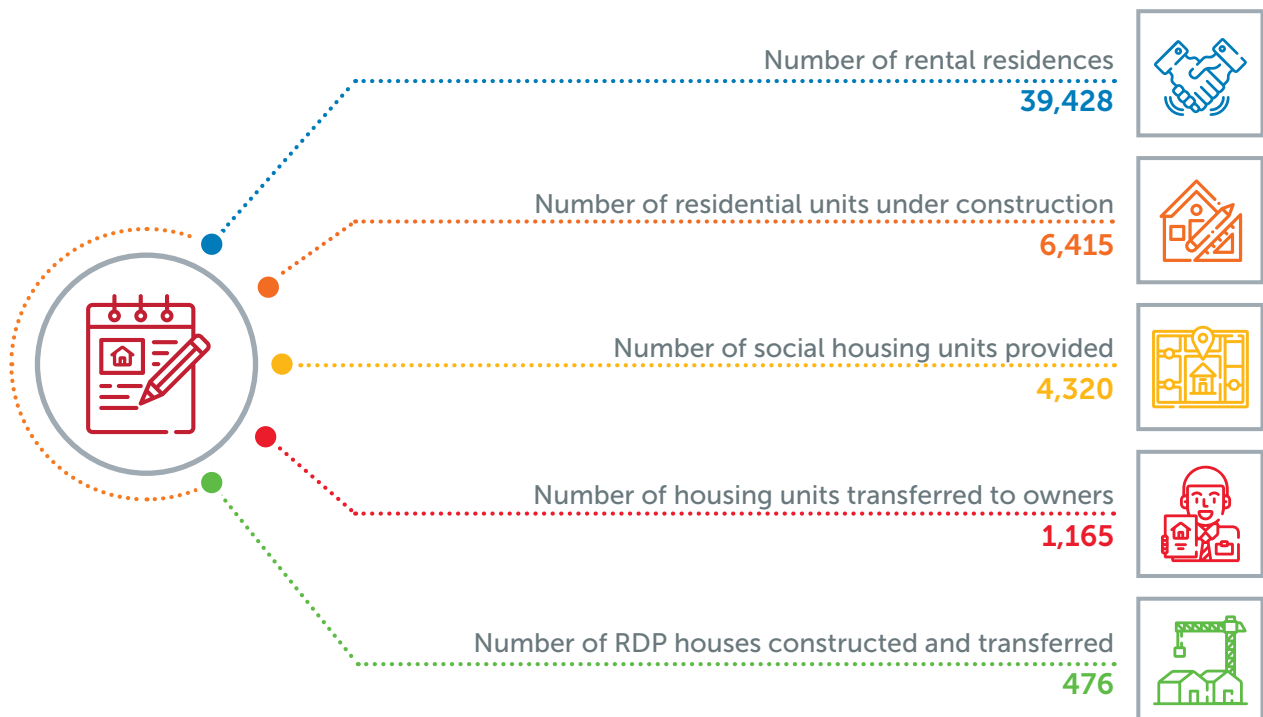 Number of rental residences
39,428
Number of residential units under construction
6,415
Number of social housing units provided
4,320
Number of housing units transferred to owners
1,165
Number of RDP houses constructed and transferred
476